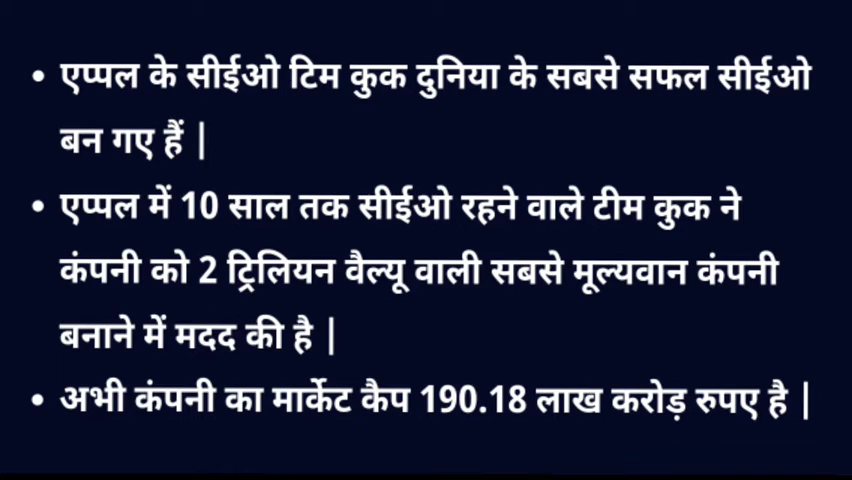 • एप्पल के सीईओ टिम कुक दुनिया के सबसे सफल सीईओ
बन गए हैं |
• एप्पल में 10 साल तक सीईओ रहने वाले टीम कुक ने
कंपनी को 2 ट्रिलियन वैल्यू वाली सबसे मूल्यवान कंपनी
बनाने में मदद की है |
• अभी कंपनी का मार्केट कैप 190.18 लाख करोड़ रुपए है |